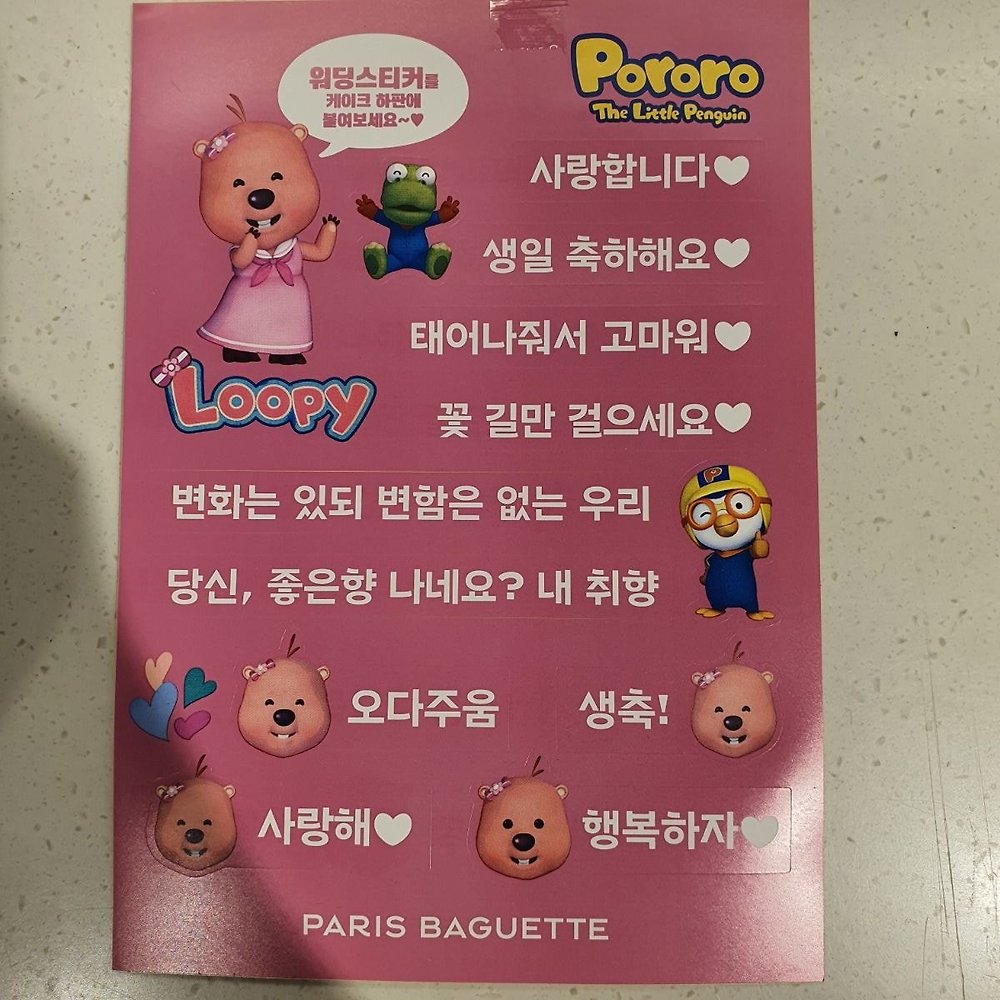 워딩스티커를
케이크 하판에
붙여보세요~♥
Pororo
The Little Penguin
사랑합니다♥
생일 축하해요♥
태어나줘서 고마워♥
Loopy
꽃 길만 걸으세요♥
변화는 있되 변함은 없는 우리
P
당신, 좋은향 나네요? 내 취향
오다주움
생축!
사랑해♥
행복하자♥
PARIS BAGUETTE